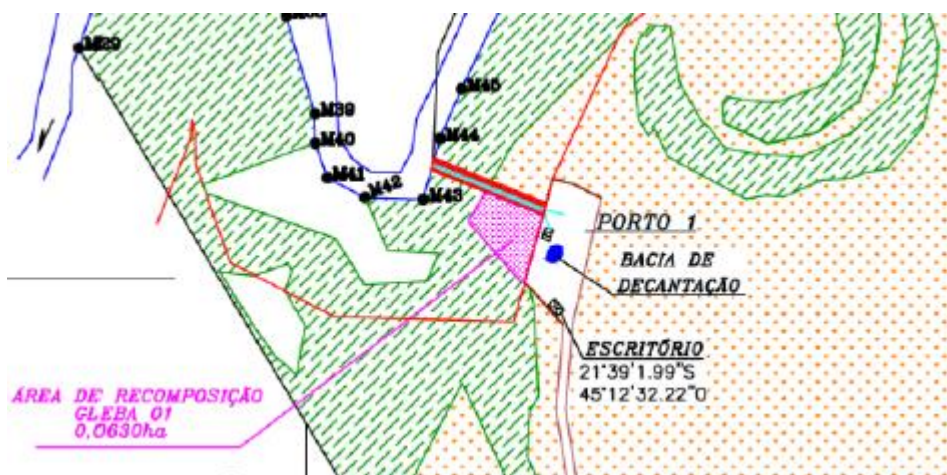 M29
M39
M40
M41
M42
M43
M44
M45
PORTO 1
BACIA DE
DECANTAÇÃO
ESCRITÓRIO
21°39'1.99"S
45°12'32.22"O
ÁREA DE RECOMPOSIÇÃO
GLEBA 01
0,0630ha